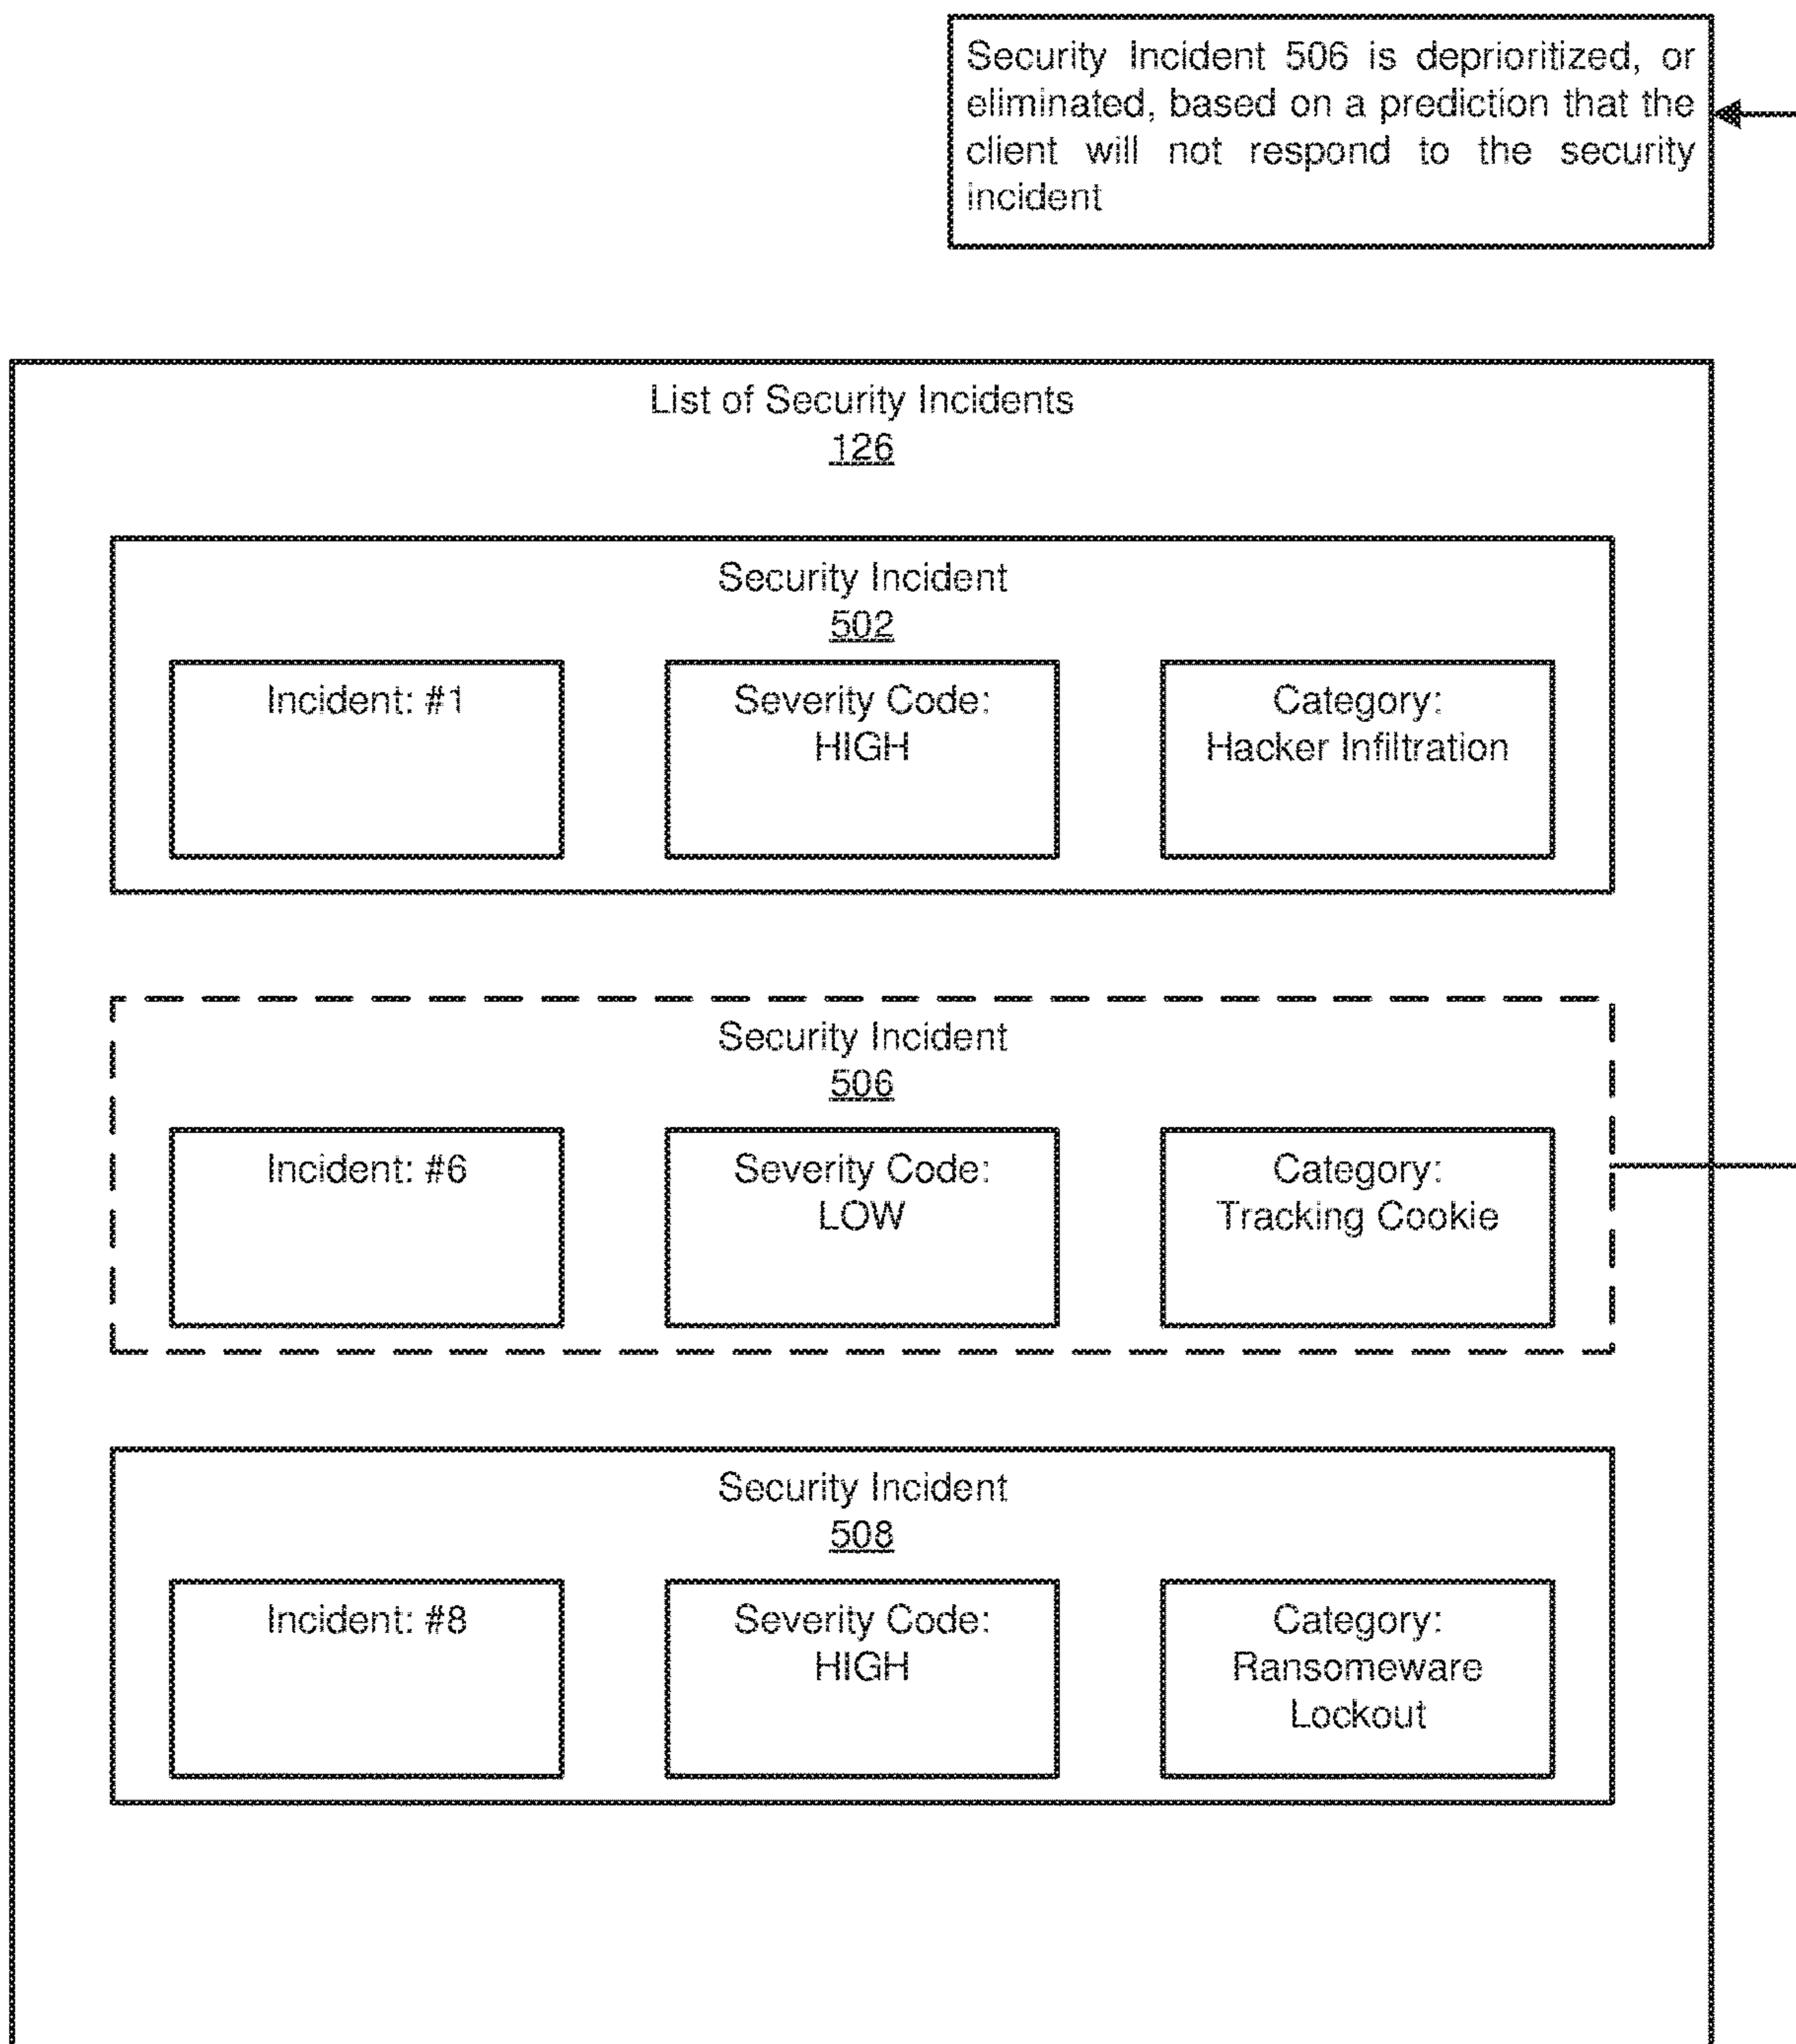 Security Incident 506 is deprioritized, or
eliminated, based on a prediction that the
client will not respond to the security
incident
List of Security Incidents
126
Security Incident
502
Incident: #1
Severity Code:
HIGH
Category:
Hacker Infiltration
Security Incident
506
Incident: #6
Severity Code:
LOW
Category:
Tracking Cookie
Security Incident
508
Incident: #8
Severity Code:
HIGH
Category:
Ransomeware
Lockout